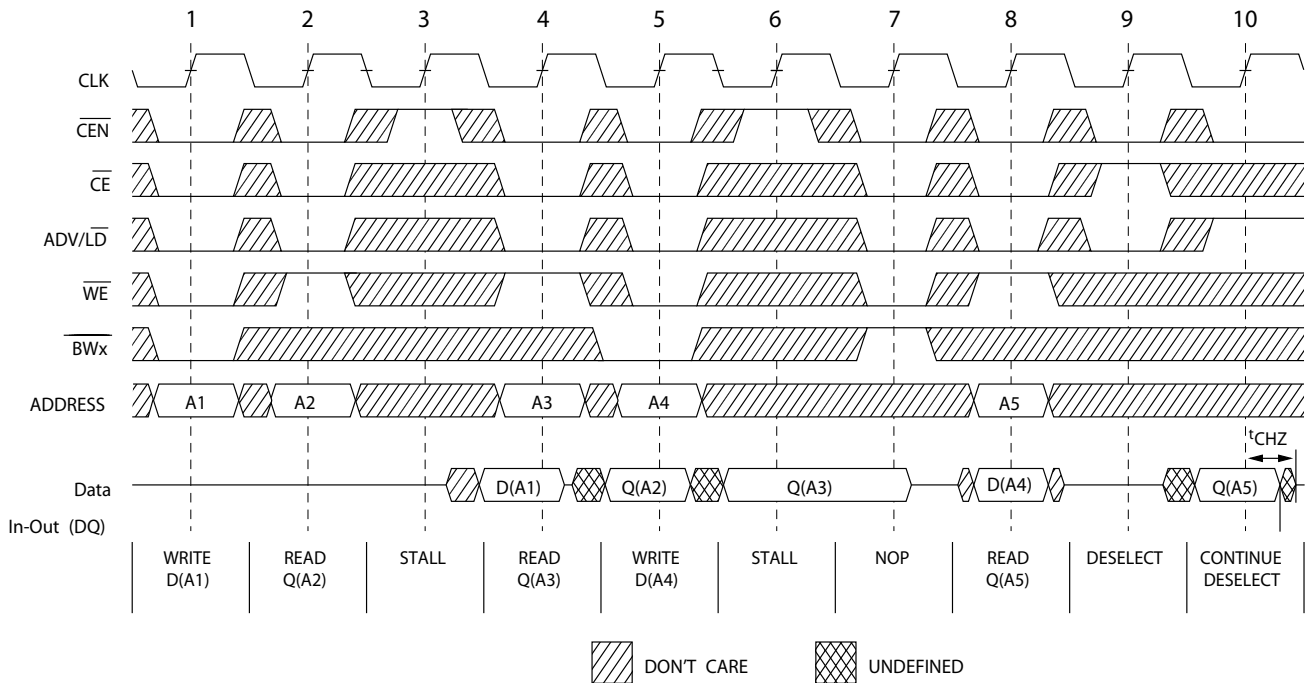 1 2 3 4 5 6 7 8 9 10
CLK
CEN
CE
ADV/LD
WE
BWx
ADDRESS A1 A2 A3 A4 A5
tCHZ
Data D(A1) Q(A2) Q(A3) D(A4) Q(A5)
In-Out (DQ)
WRITE READ STALL READ WRITE STALL NOP READ DESELECT CONTINUE
D(A1) Q(A2) Q(A3) D(A4) Q(A5) DESELECT
DON'T CARE UNDEFINED